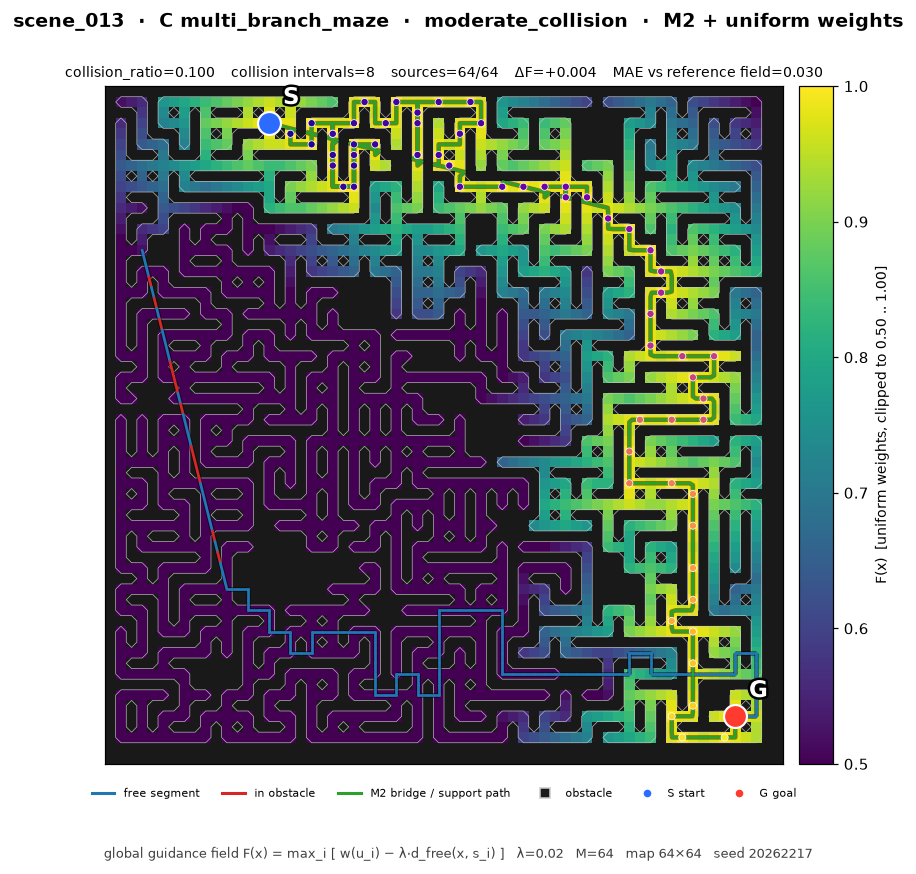 scene_013 · C multi_branch_maze · moderate_collision · M2 + uniform weights
collision_ratio=0.100 collision intervals=8 sources=64/64 ΔF=+0.004 MAE vs reference field=0.030
S
G
1.0
0.9
0.8
0.7
0.6
0.5
F(x) [uniform weights, clipped to 0.50 .. 1.00]
free segment
in obstacle
M2 bridge / support path
obstacle
S start
G goal
global guidance field F(x) = max_i [ w(u_i) − λ·d_free(x, s_i) ] λ=0.02 M=64 map 64×64 seed 20262217